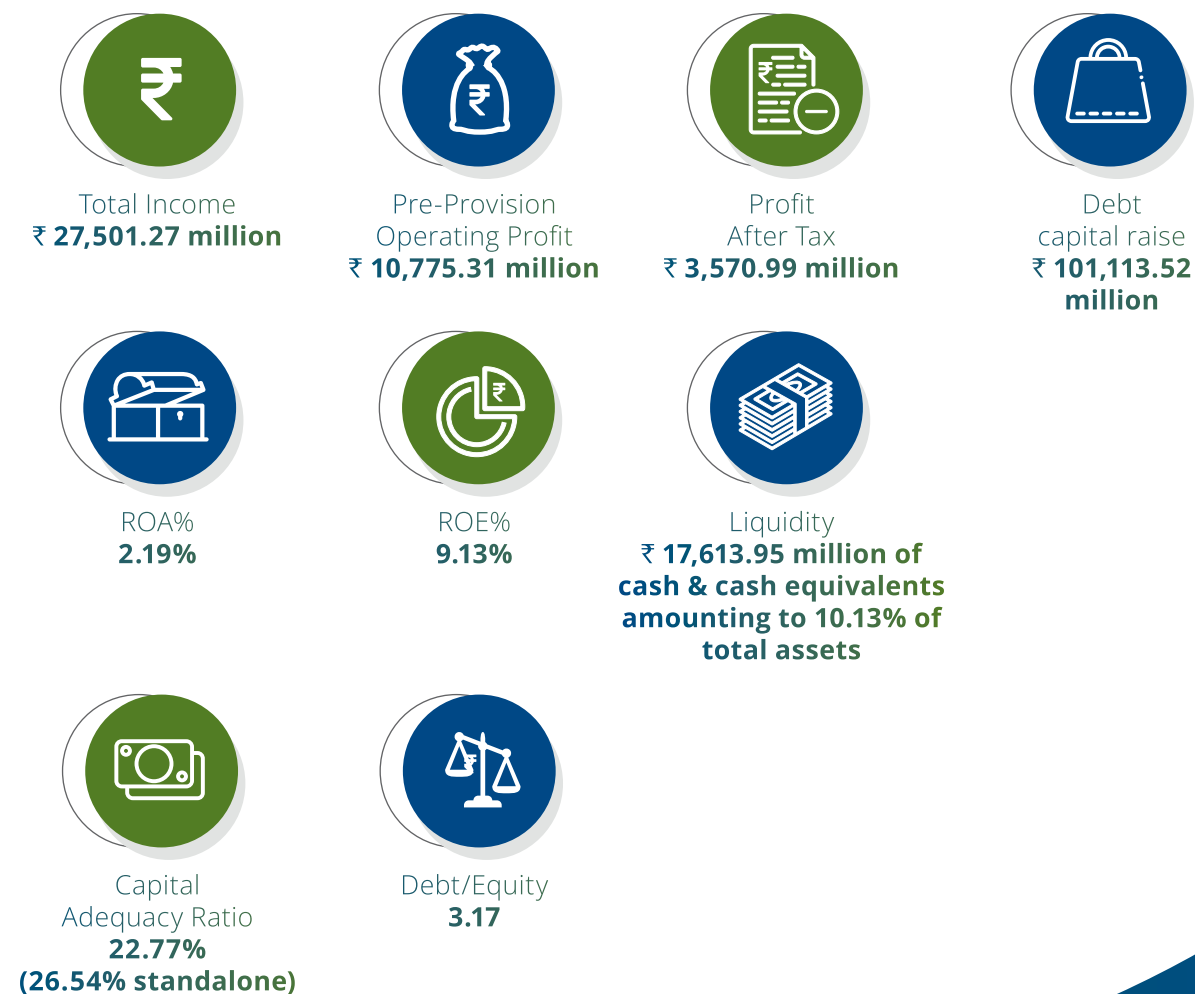 Total Income
₹ 27,501.27 million
Pre-Provision
Operating Profit
₹ 10,775.31 million
Profit
After Tax
₹ 3,570.99 million
Debt
capital raise
₹ 101,113.52
million
ROA%
2.19%
ROE%
9.13%
Liquidity
₹ 17,613.95 million of
cash & cash equivalents
amounting to 10.13% of
total assets
Capital
Adequacy Ratio
22.77%
(26.54% standalone)
Debt/Equity
3.17